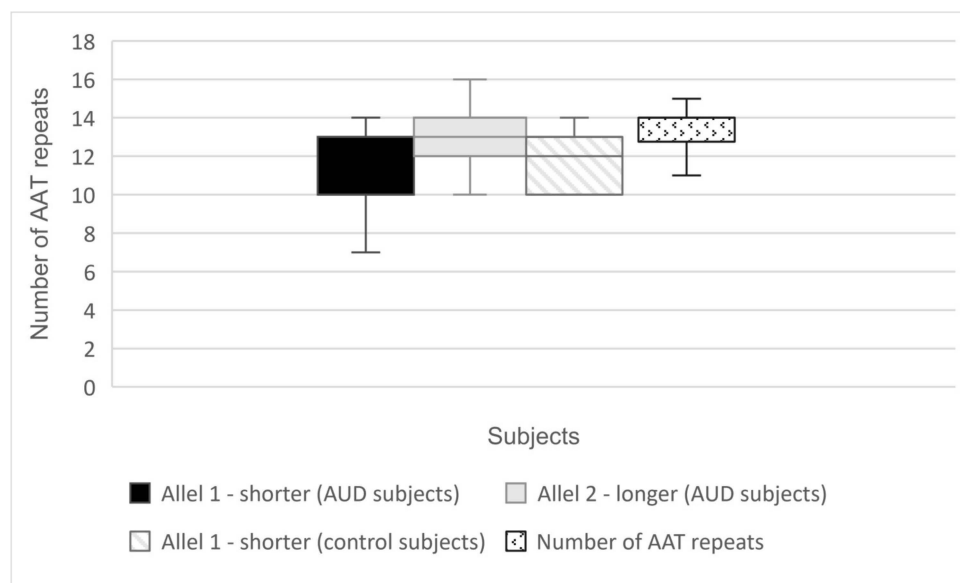 18
16
14
12
10
8
6
4
2
0
Number of AAT repeats
Subjects
Allel 1 - shorter (AUD subjects)
Allel 2 - longer (AUD subjects)
Allel 1 - shorter (control subjects)
Number of AAT repeats